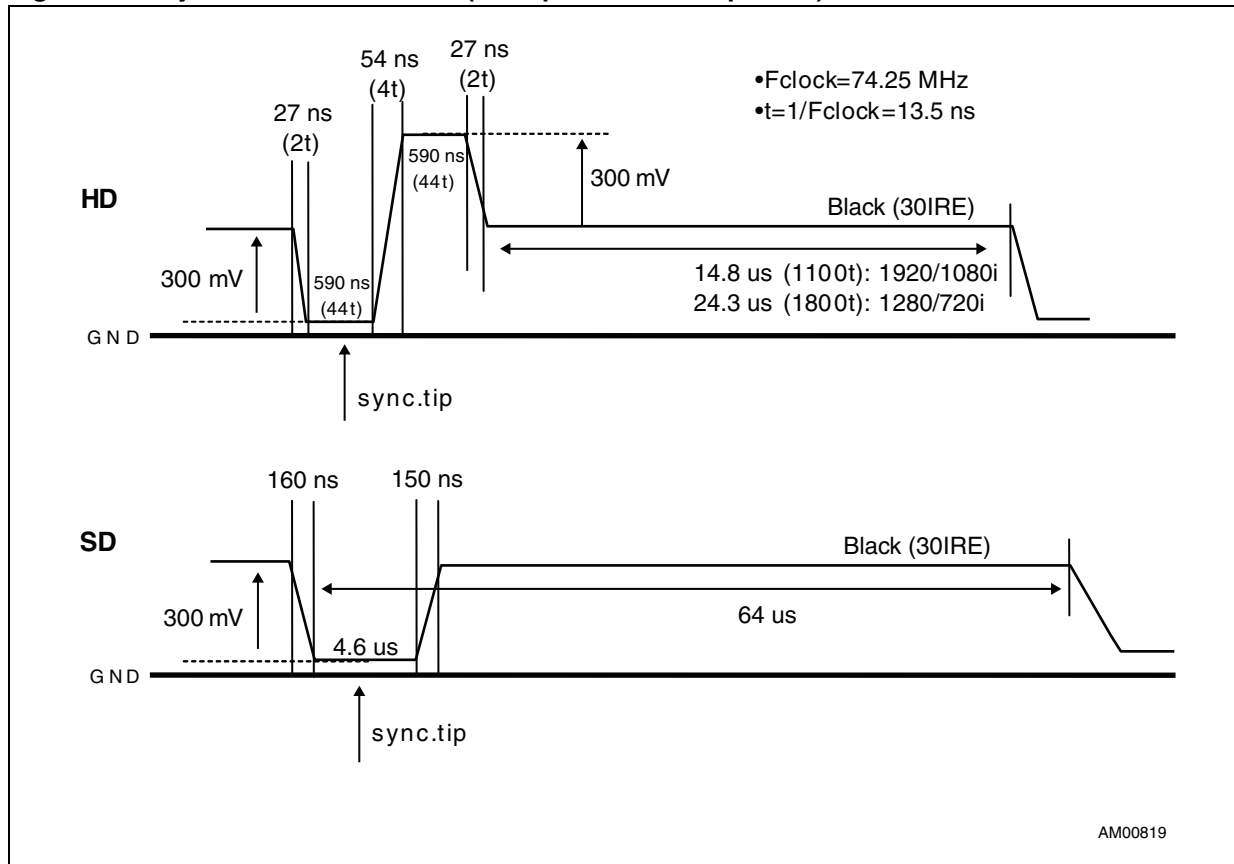 54 ns
(4t)
27 ns
(2t)
•Fclock=74.25 MHz
•t=1/Fclock=13.5 ns
27 ns
(2t)
590 ns
(44t)
300 mV
HD
Black (30IRE)
300 mV
590 ns
(44t)
14.8 us (1100t): 1920/1080i
24.3 us (1800t): 1280/720i
GND
sync.tip
160 ns
150 ns
SD
Black (30IRE)
300 mV
4.6 us
64 us
GND
sync.tip
AM00819